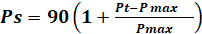 Ps = 90 (1 + (Pt-P max)/(Pmax))